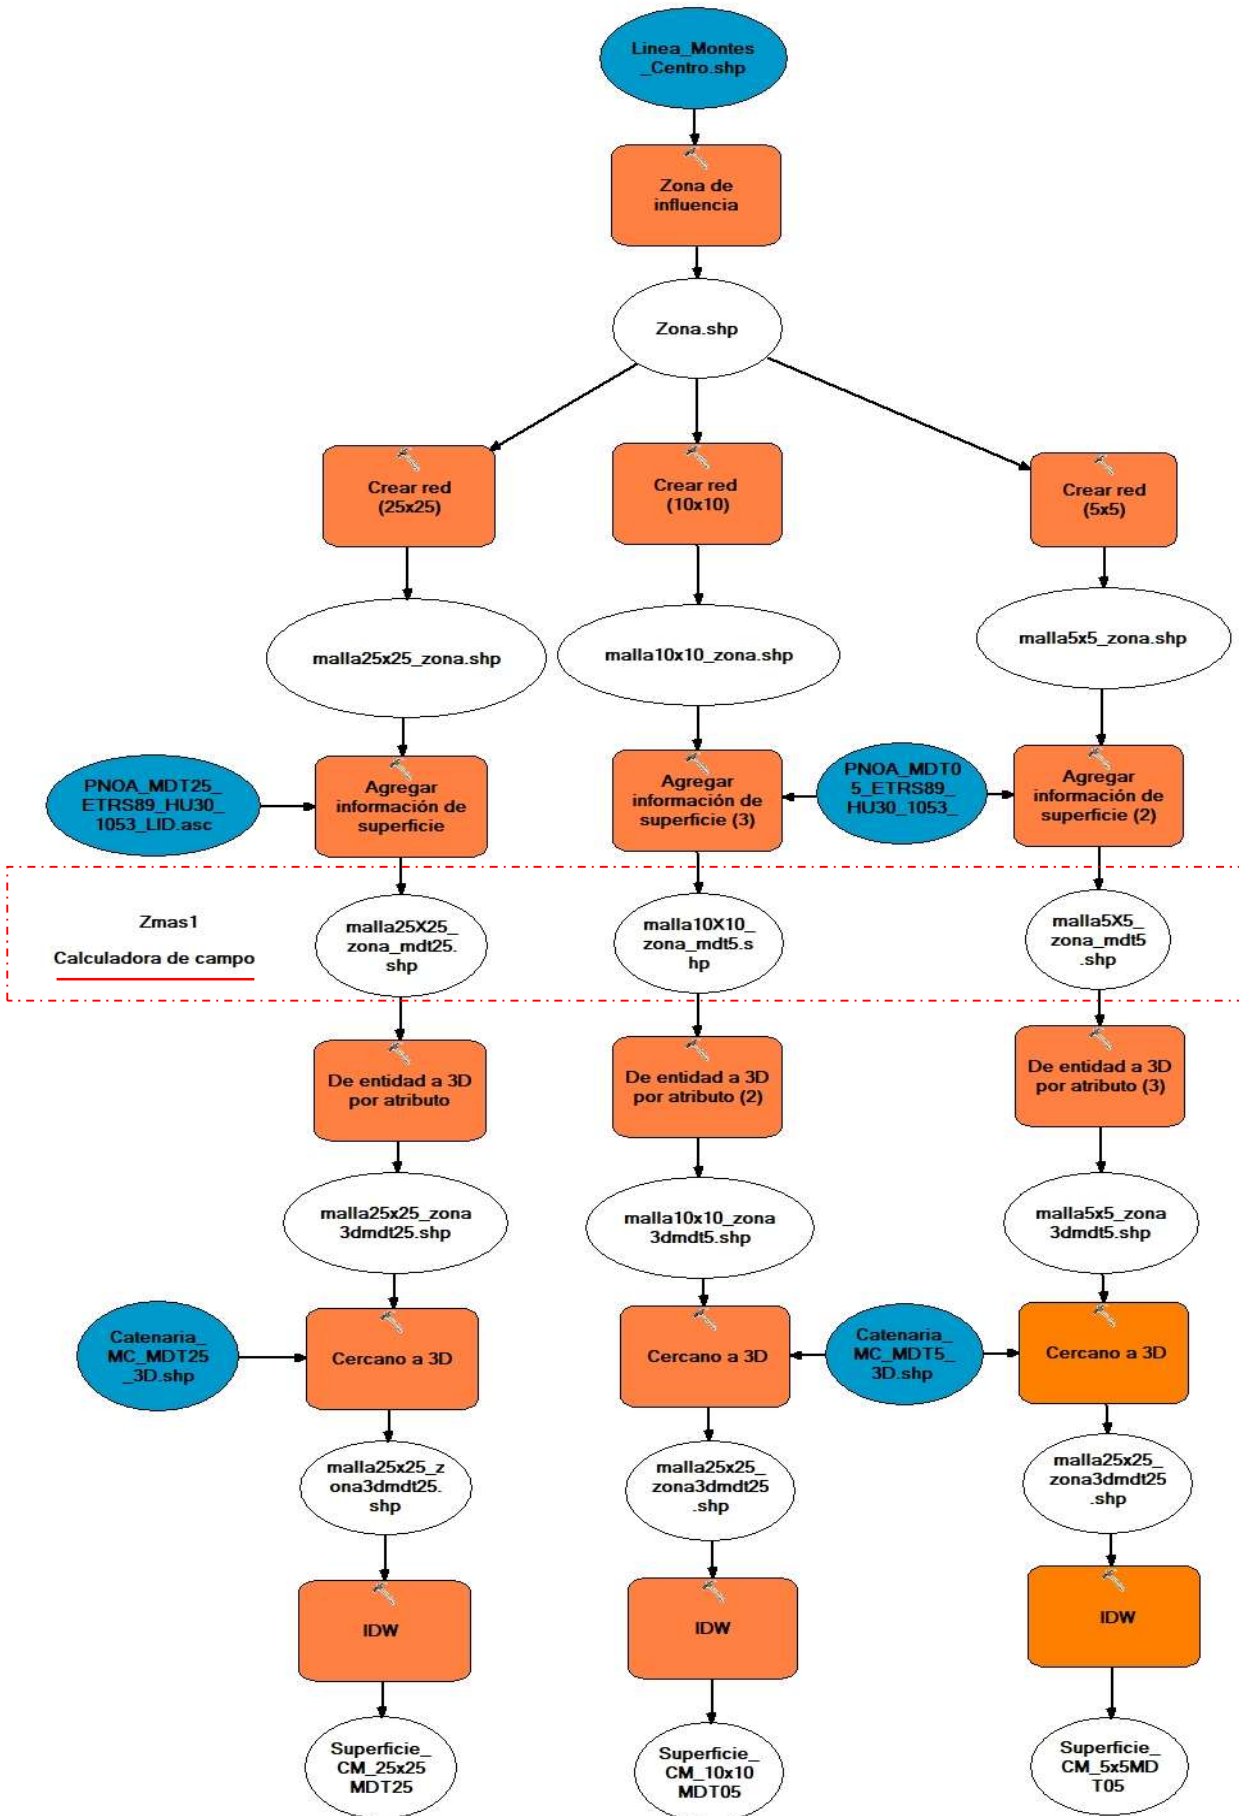 Linea_Montes
_Centro.shp
Zona de
influencia
Zona.shp
Crear red
(25x25)
Crear red
(10x10)
Crear red
(5x5)
malla25x25_zona.shp
malla10x10_zona.shp
malla5x5_zona.shp
PNOA_MDT25_
ETRS89_HU30_
1053_LID.asc
Agregar
información de
superficie
Agregar
información de
superficie (3)
PNOA_MDT0
5_ETRS89_
HU30_1053_
Agregar
información de
superficie (2)
Zmas1
Calculadora de campo
malla25X25_
zona_mdt25.
shp
malla10X10_
zona_mdt5.s
hp
malla5X5_
zona_mdt5
.shp
De entidad a 3D
por atributo
De entidad a 3D
por atributo (2)
De entidad a 3D
por atributo (3)
malla25x25_zona
3dmdt25.shp
malla10x10_zona
3dmdt5.shp
malla5x5_zona
3dmdt5.shp
Catenaria_
MC_MDT25
_3D.shp
Cercano a 3D
Cercano a 3D
Catenaria_
MC_MDT5_
3D.shp
Cercano a 3D
malla25x25_z
ona3dmdt25.
shp
malla25x25_
zona3dmdt25
.shp
malla25x25_
zona3dmdt25
.shp
IDW
IDW
IDW
Superficie_
CM_25x25
MDT25
Superficie_
CM_10x10
MDT05
Superficie_
CM_5x5MD
T05